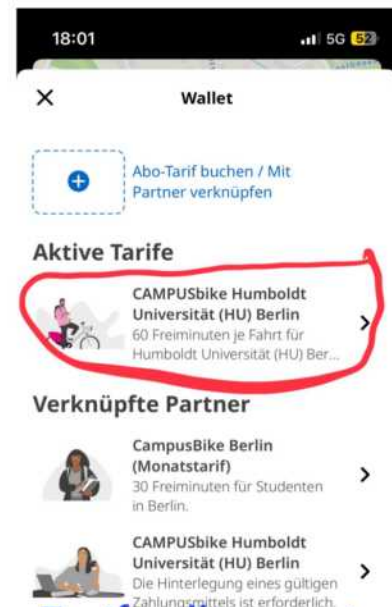 18:01
5G 52
Wallet
Abo-Tarif buchen / Mit
Partner verknüpfen
Aktive Tarife
CAMPUSbike Humboldt
Universität (HU) Berlin
60 Freiminuten je Fahrt für
Humboldt Universität (HU) Ber...
Verknüpfte Partner
CampusBike Berlin
(Monatstarif)
30 Freiminuten für Studenten
in Berlin.
CAMPUSbike Humboldt
Universität (HU) Berlin
Die Hinterlegung eines gültigen
Zahlungsmittels ist erforderlich.